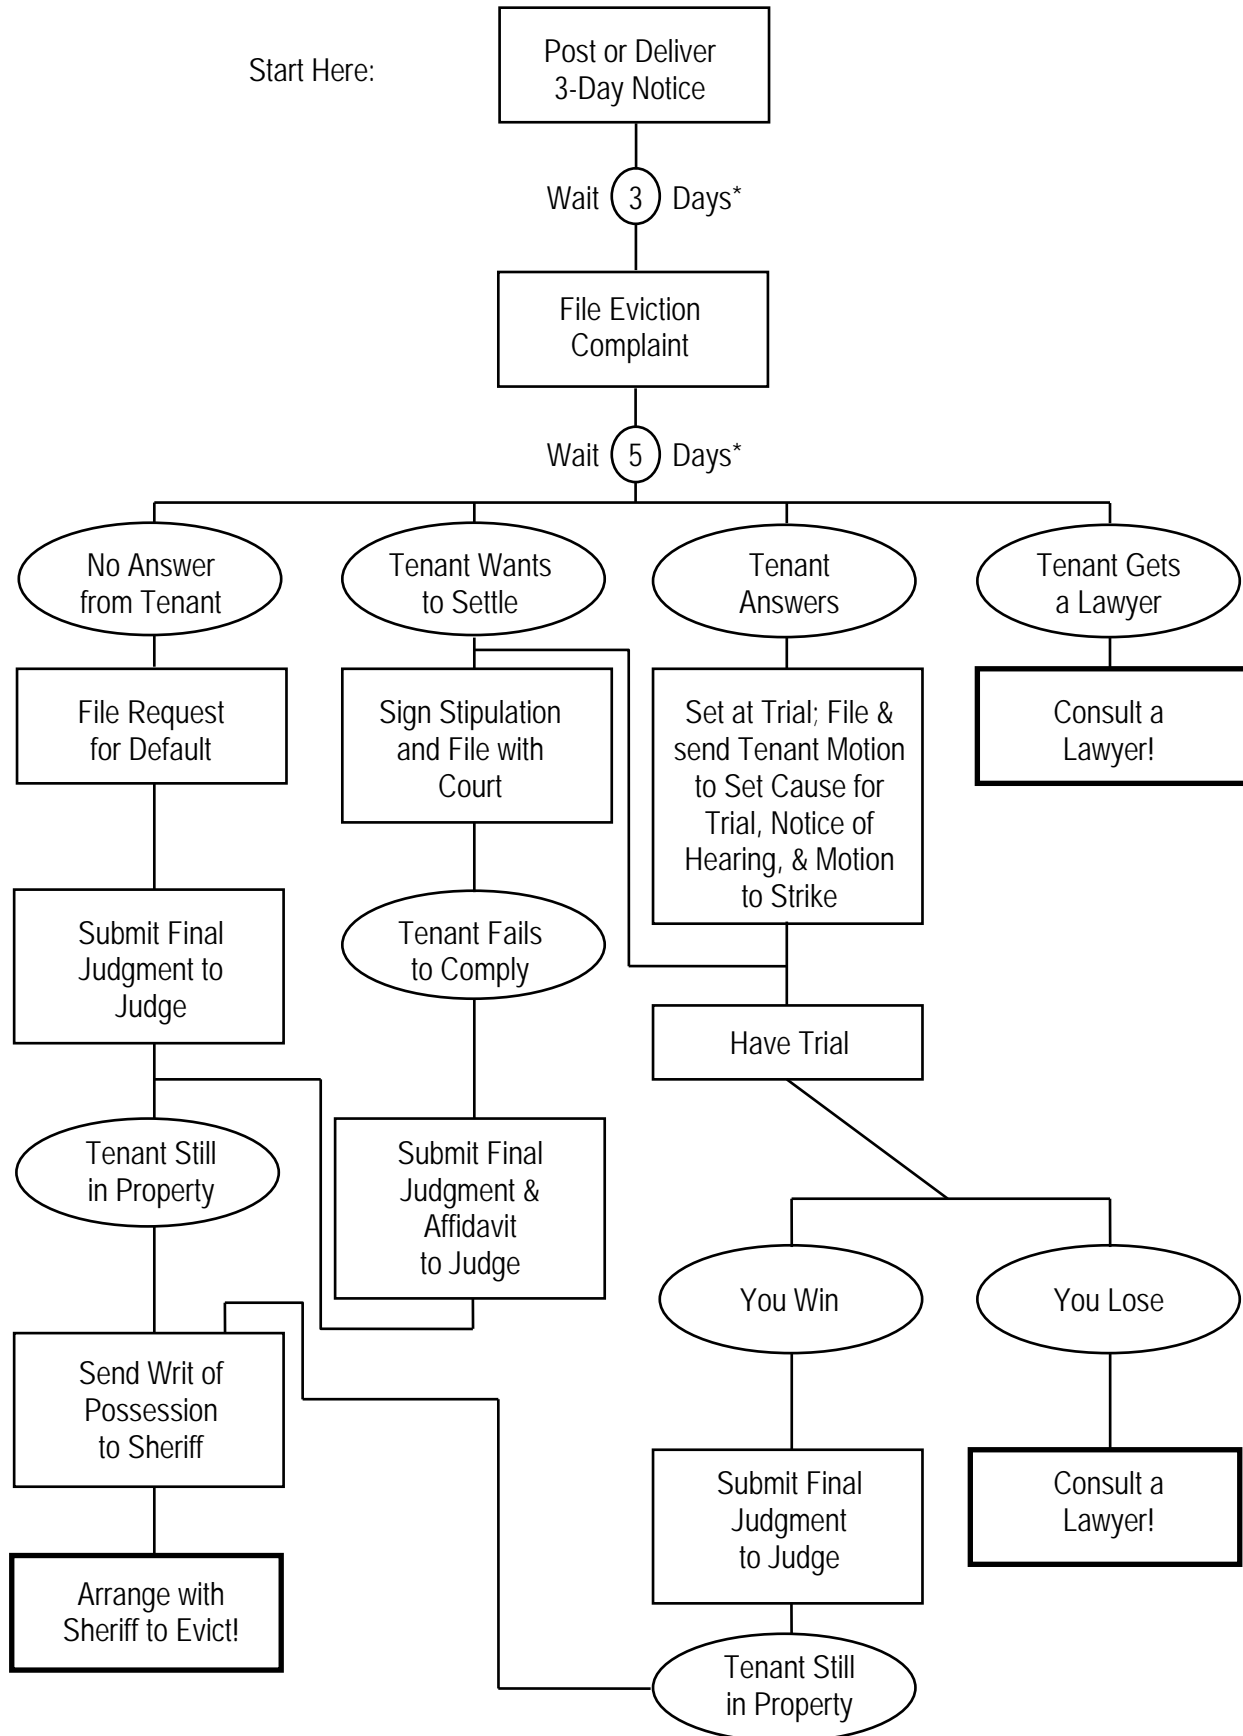 Start Here:
Post or Deliver
3-Day Notice
Wait 3 Days*
File Eviction
Complaint
Wait 5 Days*
No Answer
from Tenant
Tenant Wants
to Settle
Tenant
Answers
Tenant Gets
a Lawyer
File Request
for Default
Sign Stipulation
and File with
Court
Set at Trial; File &
send Tenant Motion
to Set Cause for
Trial, Notice of
Hearing, & Motion
to Strike
Consult a
Lawyer!
Submit Final
Judgment to
Judge
Tenant Fails
to Comply
Have Trial
Tenant Still
in Property
Submit Final
Judgment &
Affidavit
to Judge
You Win
You Lose
Send Writ of
Possession
to Sheriff
Submit Final
Judgment
to Judge
Consult a
Lawyer!
Arrange with
Sheriff to Evict!
Tenant Still
in Property